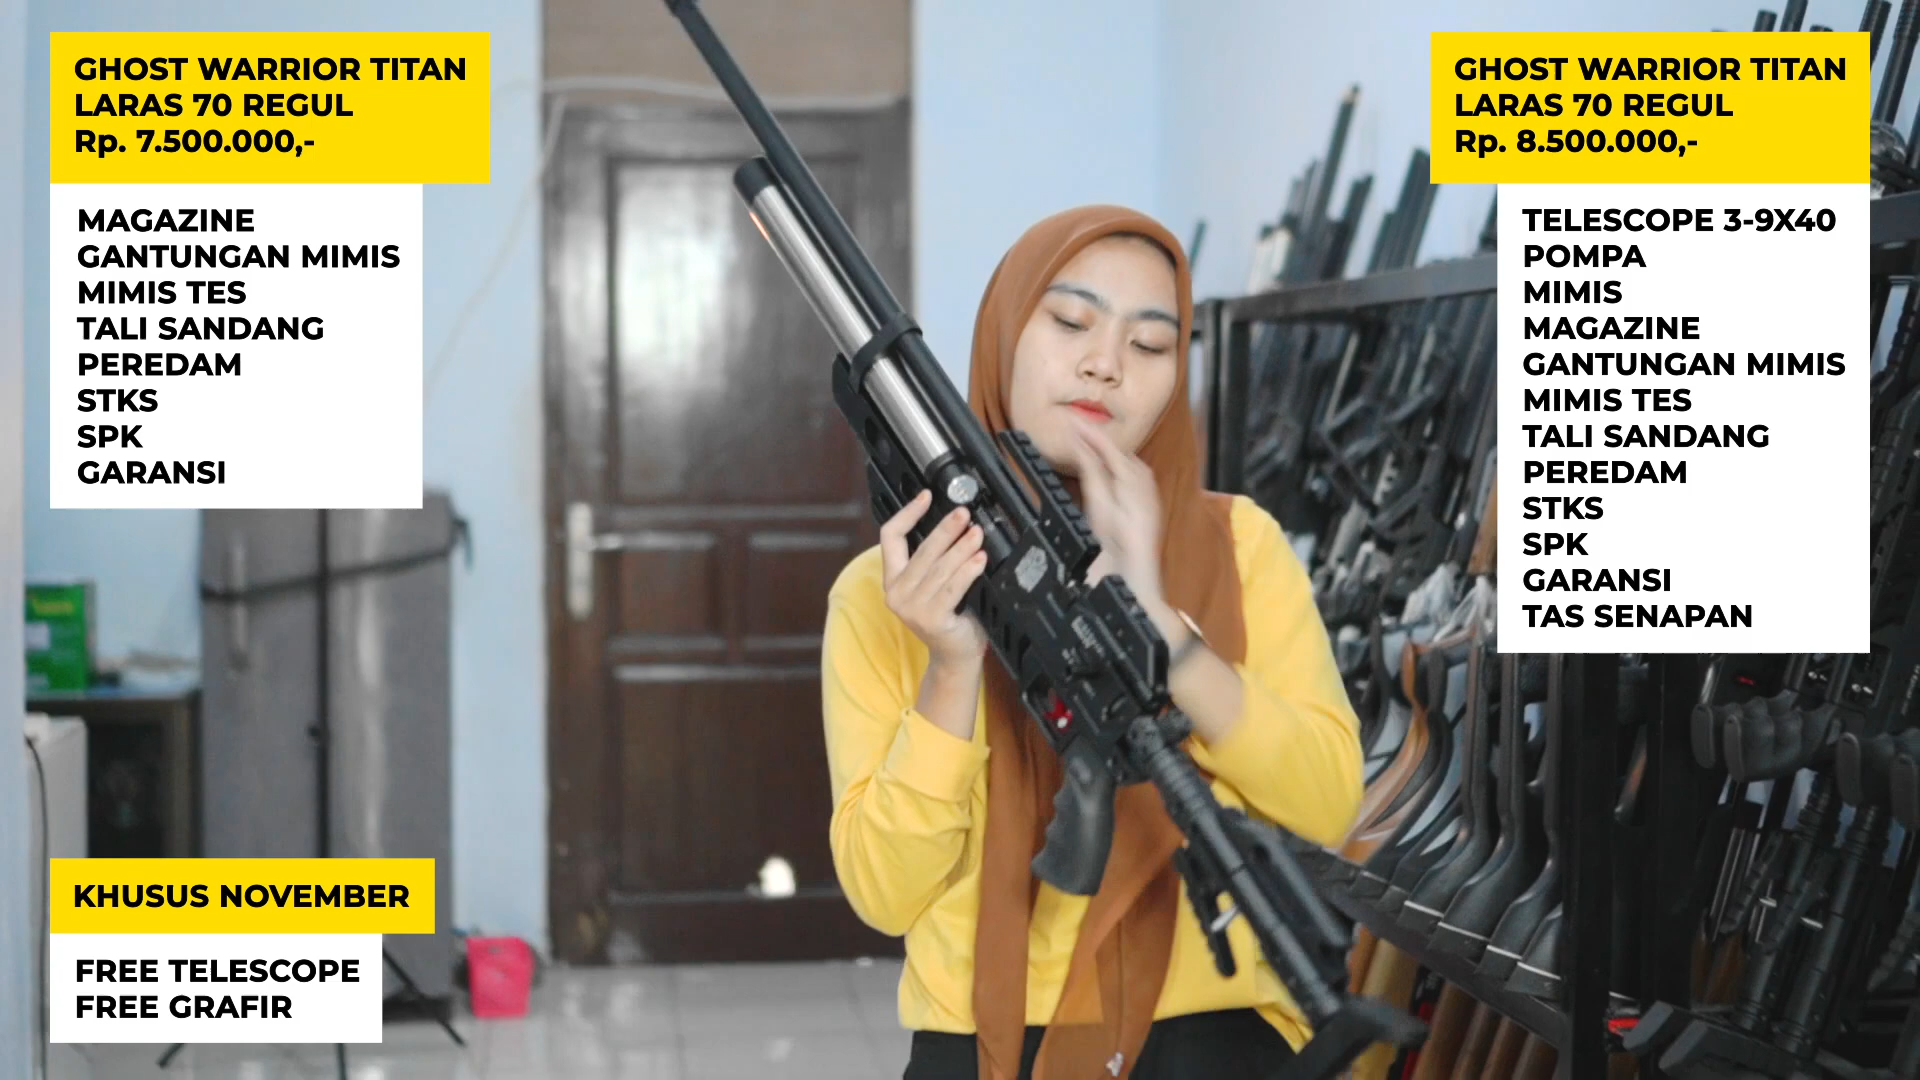 GHOST WARRIOR TITAN
LARAS 70 REGUL
Rp. 7.500.000,-
MAGAZINE
GANTUNGAN MIMIS
MIMIS TES
TALI SANDANG
PEREDAM
STKS
SPK
GARANSI
GHOST WARRIOR TITAN
LARAS 70 REGUL
Rp. 8.500.000,-
TELESCOPE 3-9X40
POMPA
MIMIS
MAGAZINE
GANTUNGAN MIMIS
MIMIS TES
TALI SANDANG
PEREDAM
STKS
SPK
GARANSI
TAS SENAPAN
KHUSUS NOVEMBER
FREE TELESCOPE
FREE GRAFIR